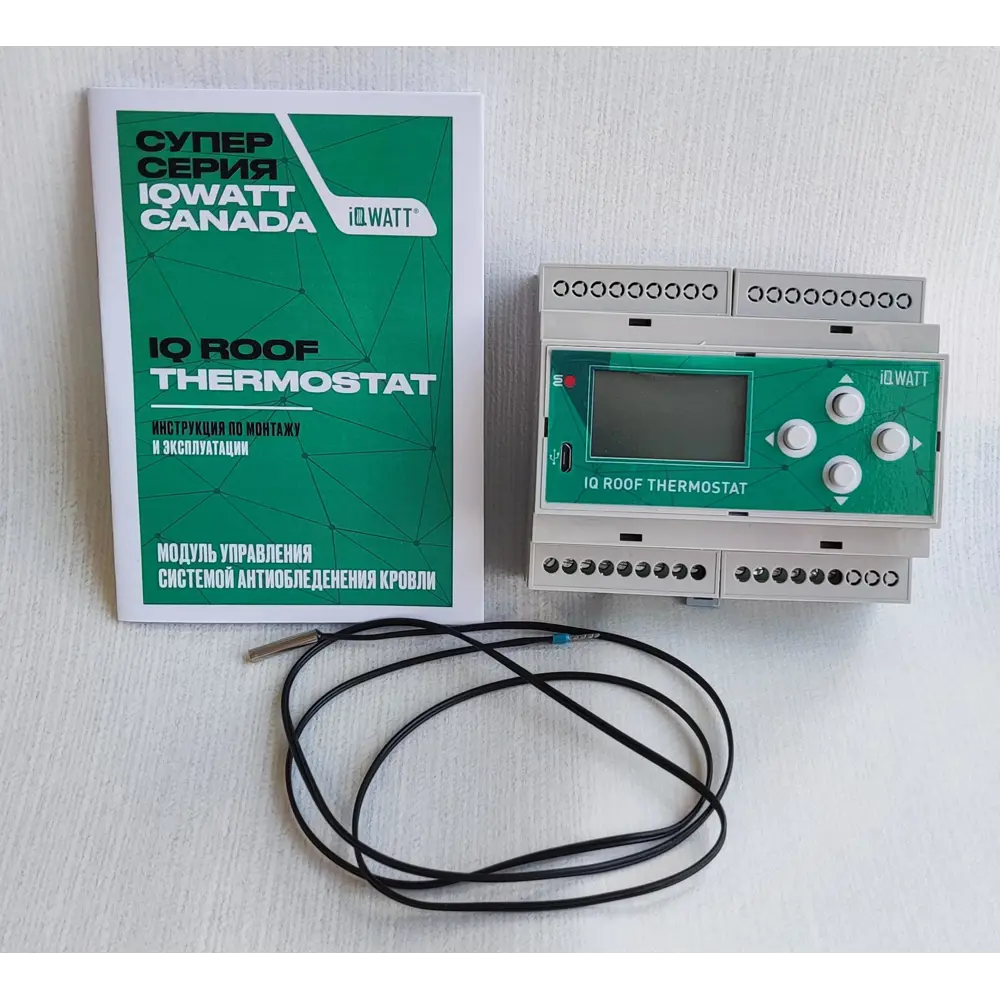 СУПЕР
СЕРИЯ
IQWATT
CANADA
iQWATT®
IQ ROOF
THERMOSTAT
ИНСТРУКЦИЯ ПО МОНТАЖУ
И ЭКСПЛУАТАЦИИ
МОДУЛЬ УПРАВЛЕНИЯ
СИСТЕМОЙ АНТИОБЛЕДЕНЕНИЯ КРОВЛИ
iQWATT
IQ ROOF THERMOSTAT